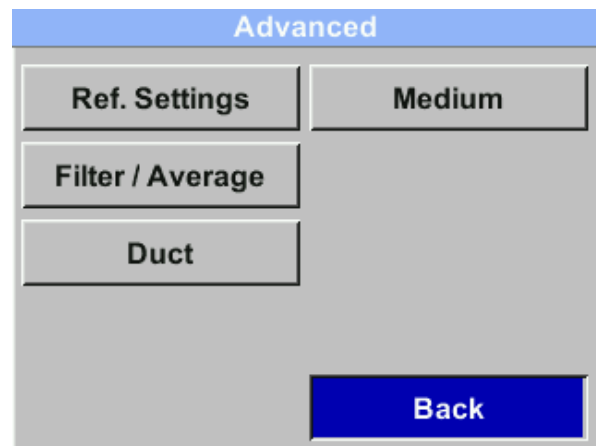 Advanced
Ref. Settings
Medium
Filter / Average
Duct
Back